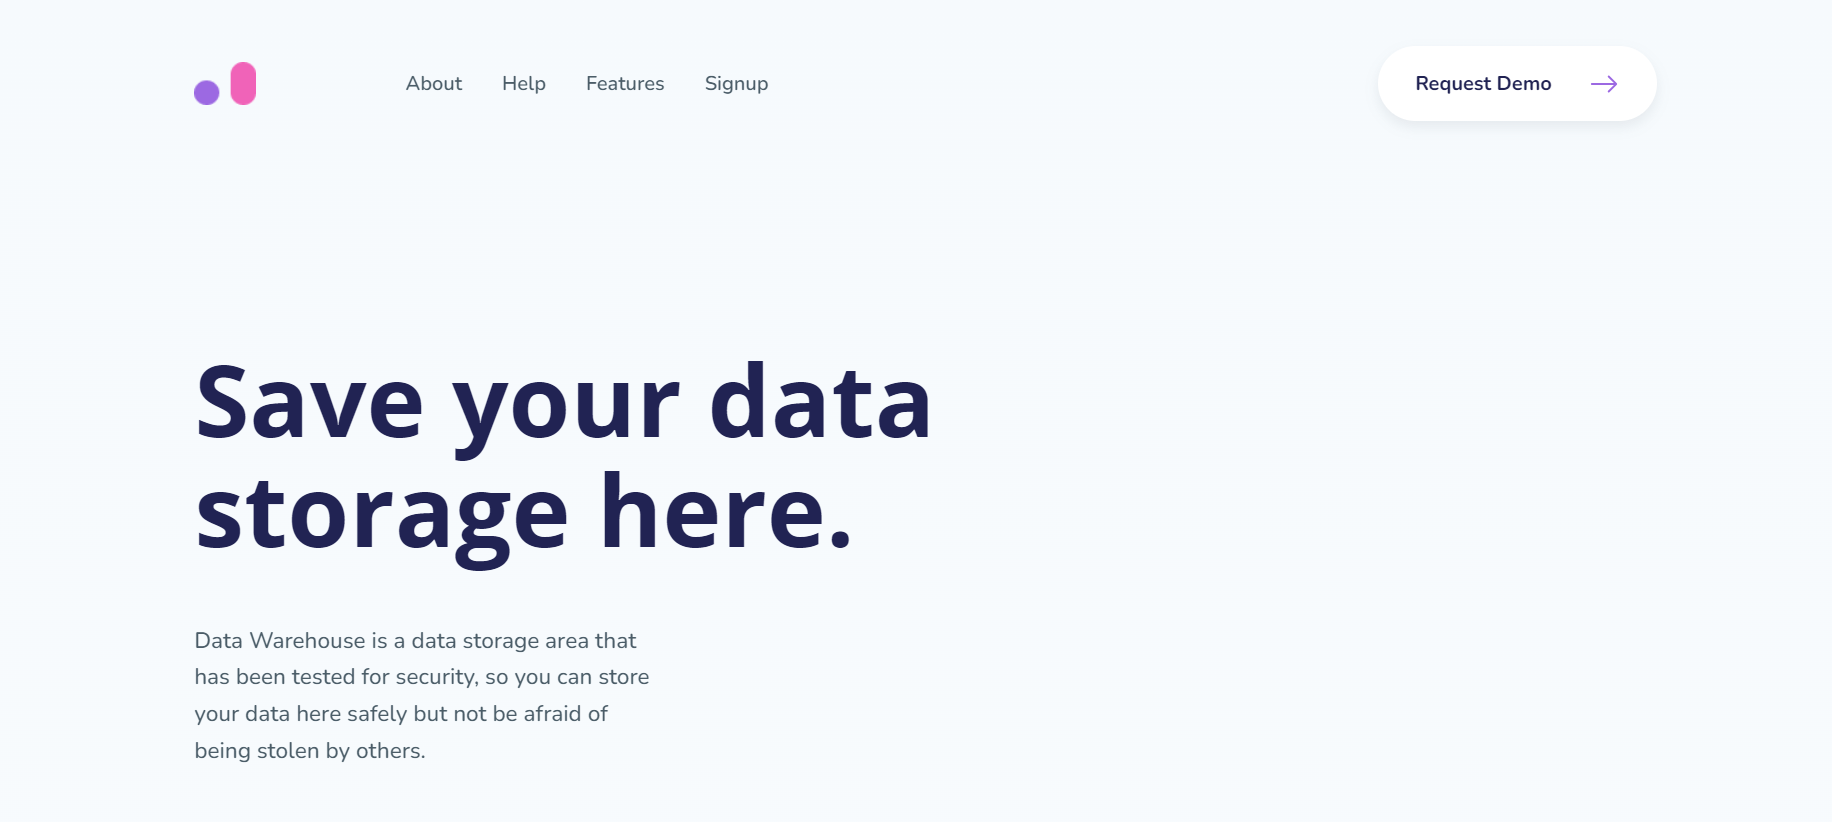 About Help Features Signup Request Demo
Save your data
storage here.
Data Warehouse is a data storage area that
has been tested for security, so you can store
your data here safely but not be afraid of
being stolen by others.